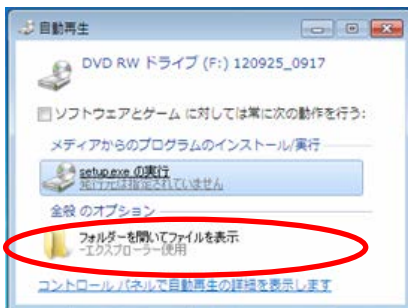 自動再生
DVD RW ドライブ (F:) 120925_0917
ソフトウェアとゲーム に対しては常に次の動作を行う:
メディアからのプログラムのインストール/実行
setup.exe の実行
発行元は指定されていません
全般 のオプション
フォルダーを開いてファイルを表示
-エクスプローラー使用
コントロール パネルで自動再生の詳細を表示します